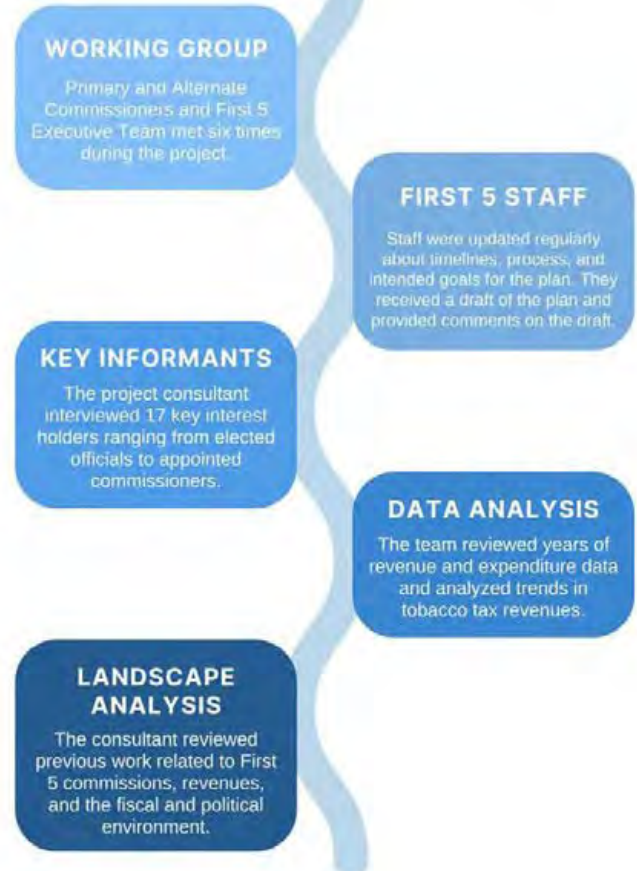 WORKING GROUP
Primary and Alternate
Commissioners and First 5
Executive Team met six times
during the project.
FIRST 5 STAFF
Staff were updated regularly
about timelines, process, and
intended goals for the plan. They
received a draft of the plan and
provided comments on the draft.
KEY INFORMANTS
The project consultant
interviewed 17 key interest
holders ranging from elected
officials to appointed
commissioners.
DATA ANALYSIS
The team reviewed years of
revenue and expenditure data
and analyzed trends in
tobacco tax revenues.
LANDSCAPE
ANALYSIS
The consultant reviewed
previous work related to First
5 commissions, revenues,
and the fiscal and political
environment.